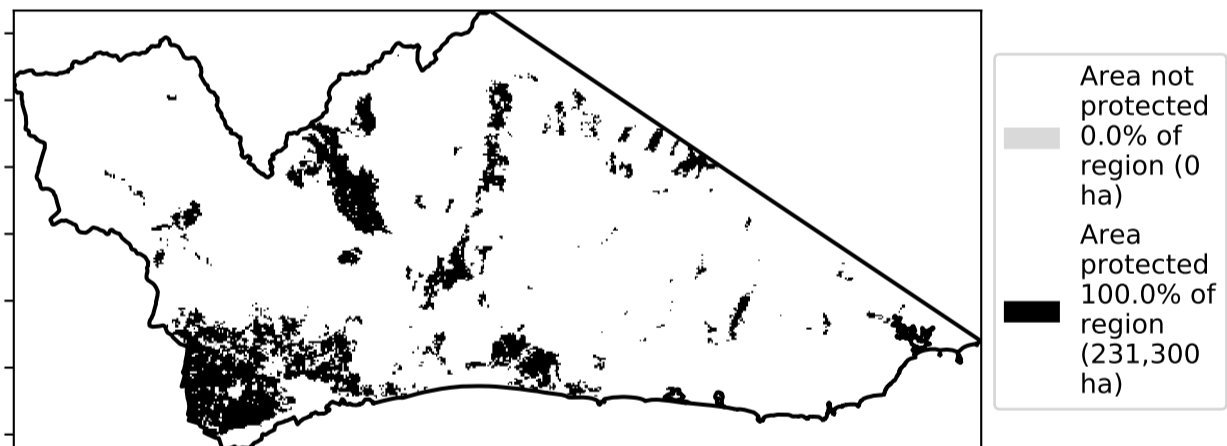 Area not
protected
0.0% of
region (0
ha)
Area
protected
100.0% of
region
(231,300
ha)